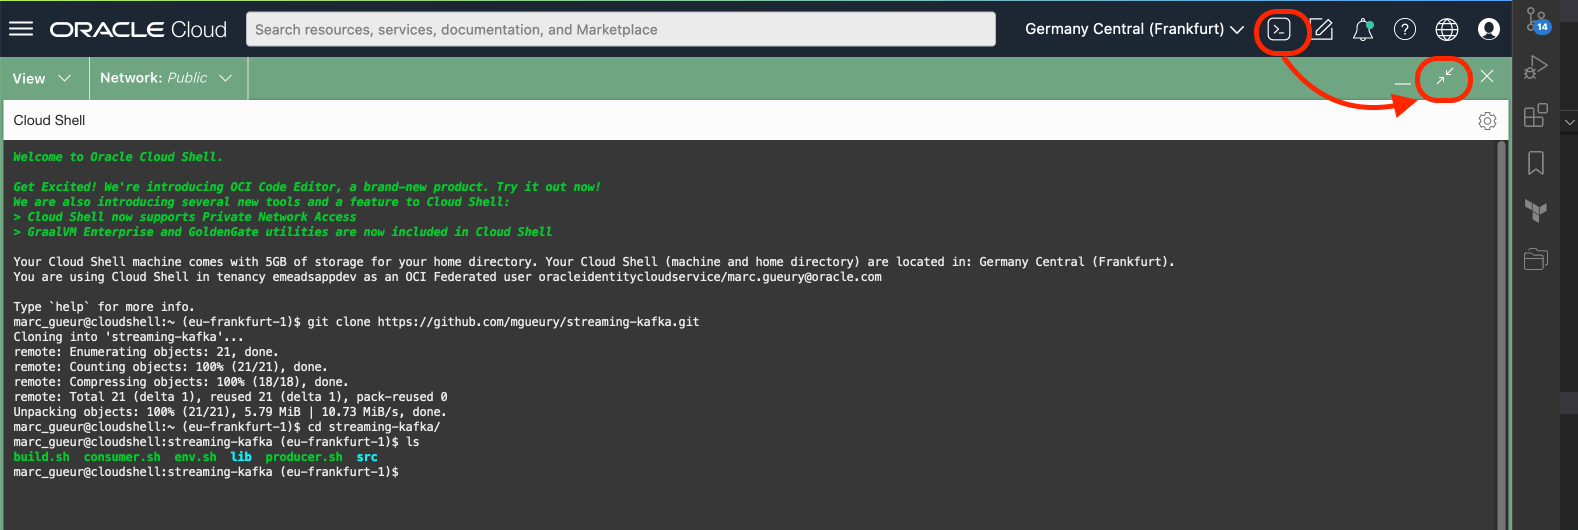 ORACLE Cloud
Search resources, services, documentation, and Marketplace
Germany Central (Frankfurt)
14
View
Network: Public
Cloud Shell
Welcome to Oracle Cloud Shell.
Get Excited! We're introducing OCI Code Editor, a brand-new product. Try it out now!
We are also introducing several new tools and a feature to Cloud Shell:
> Cloud Shell now supports Private Network Access
> GraalVM Enterprise and GoldenGate utilities are now included in Cloud Shell
Your Cloud Shell machine comes with 5GB of storage for your home directory. Your Cloud Shell (machine and home directory) are located in: Germany Central (Frankfurt).
You are using Cloud Shell in tenancy emeadsappdev as an OCI Federated user oracleidentitycloudservice/marc.gueury@oracle.com
Type `help` for more info.
marc_gueur@cloudshell:~ (eu-frankfurt-1)$ git clone https://github.com/mgueury/streaming-kafka.git
Cloning into 'streaming-kafka'...
remote: Enumerating objects: 21, done.
remote: Counting objects: 100% (21/21), done.
remote: Compressing objects: 100% (18/18), done.
remote: Total 21 (delta 1), reused 21 (delta 1), pack-reused 0
Unpacking objects: 100% (21/21), 5.79 MiB | 10.73 MiB/s, done.
marc_gueur@cloudshell:~ (eu-frankfurt-1)$ cd streaming-kafka/
marc_gueur@cloudshell:streaming-kafka (eu-frankfurt-1)$ ls
build.sh consumer.sh env.sh lib producer.sh src
marc_gueur@cloudshell:streaming-kafka (eu-frankfurt-1)$